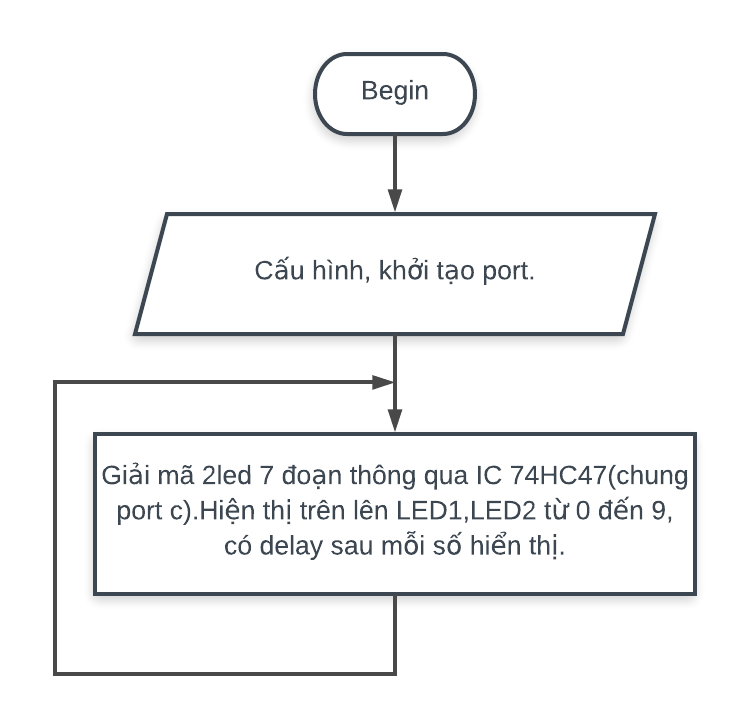 Begin
Cấu hình, khởi tạo port.
Giải mã 2led 7 đoạn thông qua IC 74HC47(chung
port c).Hiện thị trên lên LED1,LED2 từ 0 đến 9,
có delay sau mỗi số hiển thị.